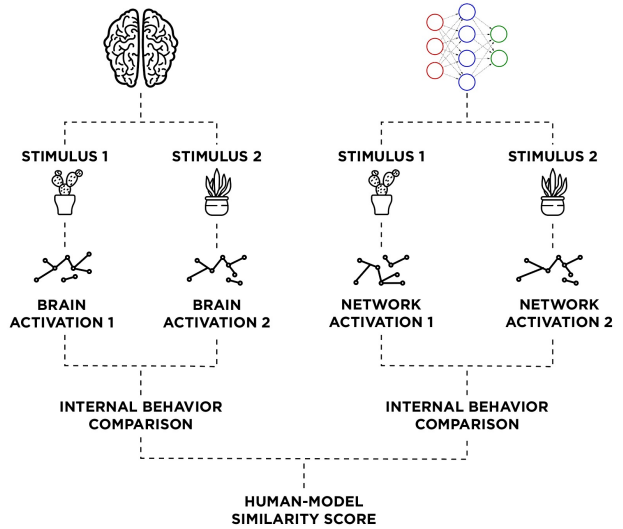 STIMULUS 1
STIMULUS 2
STIMULUS 1
STIMULUS 2
BRAIN
ACTIVATION 1
BRAIN
ACTIVATION 2
NETWORK
ACTIVATION 1
NETWORK
ACTIVATION 2
INTERNAL BEHAVIOR
COMPARISON
INTERNAL BEHAVIOR
COMPARISON
HUMAN-MODEL
SIMILARITY SCORE